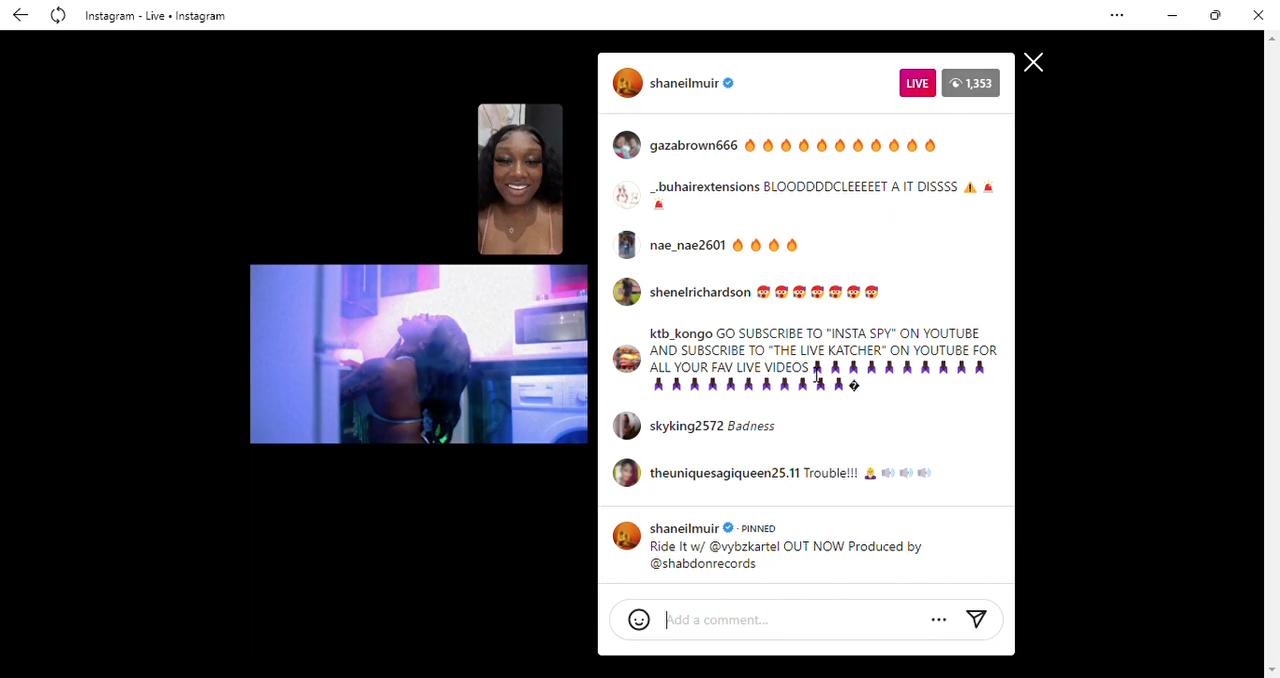 Instagram - Live • Instagram
shaneilmuir
LIVE 1,353
gazabrown666 🔥🔥🔥🔥🔥🔥🔥🔥🔥🔥🔥
_.buhairextensions BLOODDDDCLEEEEET A IT DISSSS ⚠️🚨
🚨
nae_nae2601 🔥🔥🔥🔥
shenelrichardson 🥰🥰🥰🥰🥰🥰🥰
ktb_kongo GO SUBSCRIBE TO "INSTA SPY" ON YOUTUBE
AND SUBSCRIBE TO "THE LIVE KATCHER" ON YOUTUBE FOR
ALL YOUR FAV LIVE VIDEOS
skyking2572 Badness
theuniquesagiqueen25.11 Trouble!!! 🙇‍♀️🔊🔊🔊
shaneilmuir • PINNED
Ride It w/ @vybzkartel OUT NOW Produced by
@shabdonrecords
Add a comment...